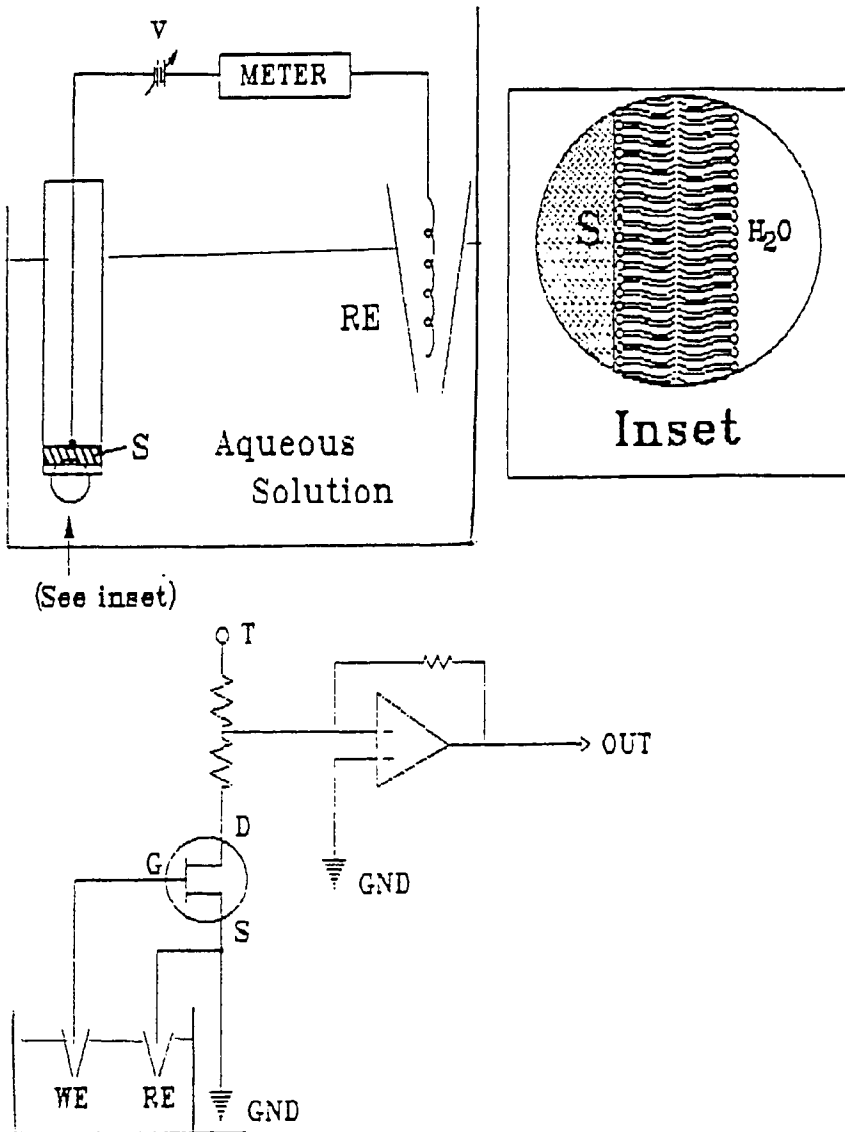 V
METER
S
H₂O
RE
S
Aqueous
Solution
Inset
(See inset)
T
OUT
D
G
GND
S
WE
RE
GND